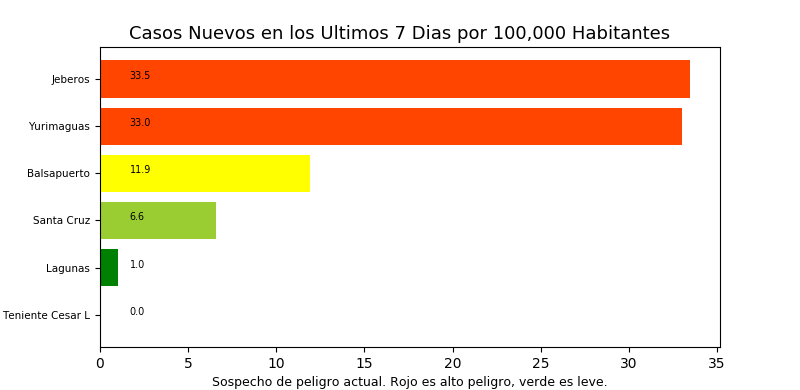 Casos Nuevos en los Ultimos 7 Dias por 100,000 Habitantes
Jeberos 33.5
Yurimaguas 33.0
Balsapuerto 11.9
Santa Cruz 6.6
Lagunas 1.0
Teniente Cesar L 0.0
0 5 10 15 20 25 30 35
Sospecho de peligro actual. Rojo es alto peligro, verde es leve.